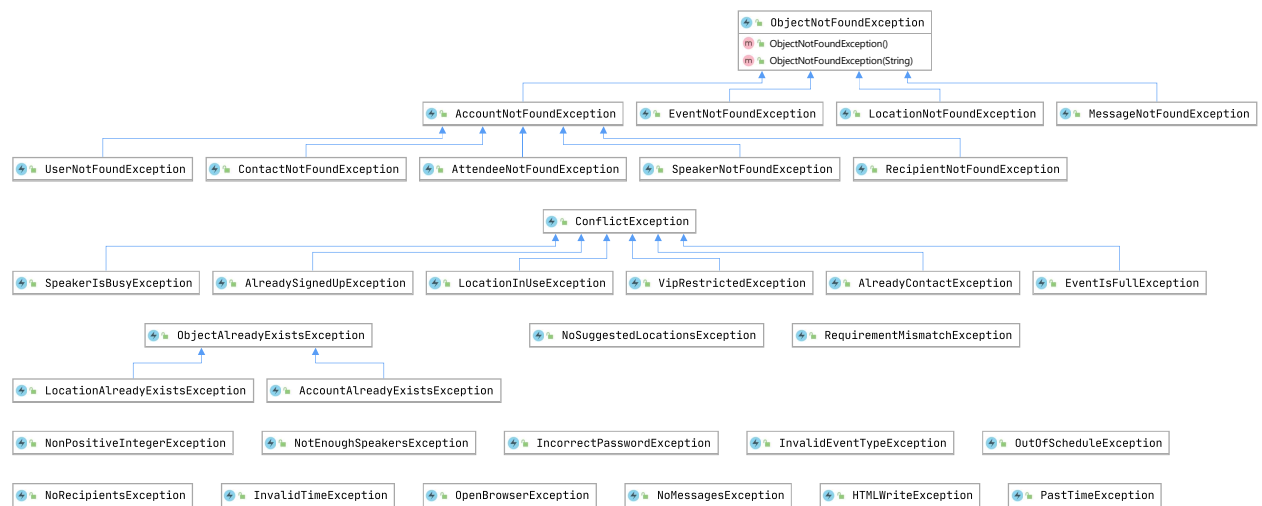 ObjectNotFoundException
m ObjectNotFoundException()
m ObjectNotFoundException(String)
AccountNotFoundException
EventNotFoundException
LocationNotFoundException
MessageNotFoundException
UserNotFoundException
ContactNotFoundException
AttendeeNotFoundException
SpeakerNotFoundException
RecipientNotFoundException
ConflictException
SpeakerIsBusyException
AlreadySignedUpException
LocationInUseException
VipRestrictedException
AlreadyContactException
EventIsFullException
ObjectAlreadyExistsException
NoSuggestedLocationsException
RequirementMismatchException
LocationAlreadyExistsException
AccountAlreadyExistsException
NonPositiveIntegerException
NotEnoughSpeakersException
IncorrectPasswordException
InvalidEventTypeException
OutOfScheduleException
NoRecipientsException
InvalidTimeException
OpenBrowserException
NoMessagesException
HTMLWriteException
PastTimeException